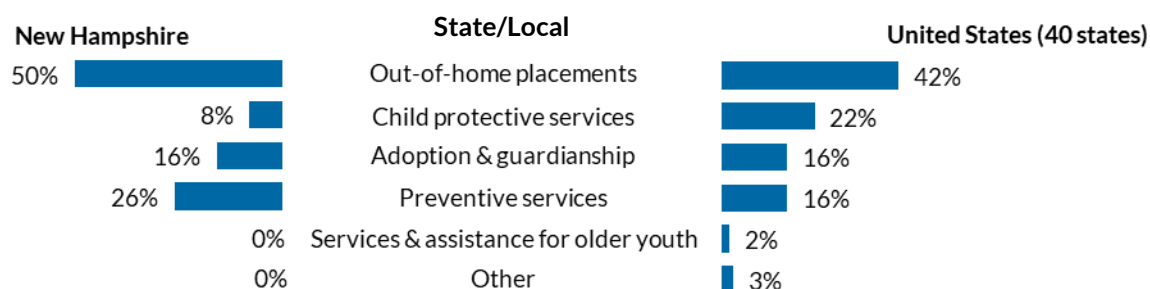 State/Local
New Hampshire United States (40 states)
50% Out-of-home placements 42%
8% Child protective services 22%
16% Adoption & guardianship 16%
26% Preventive services 16%
0% Services & assistance for older youth 2%
0% Other 3%